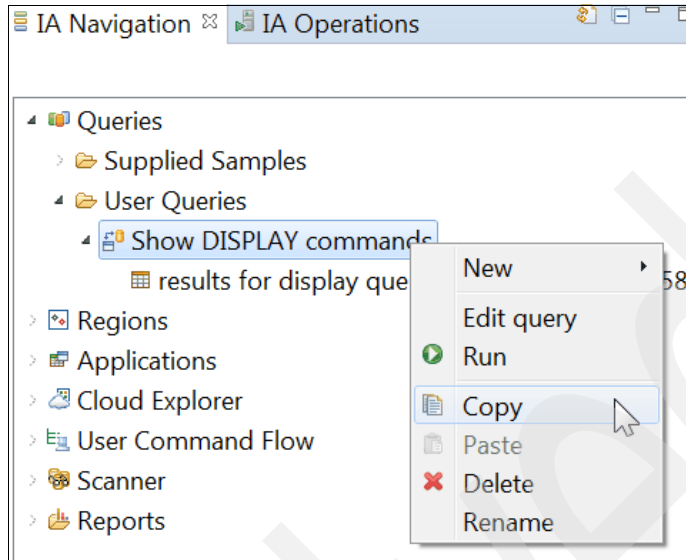 IA Navigation IA Operations
Queries
Supplied Samples
User Queries
Show DISPLAY commands
results for display que 58
Regions
Applications
Cloud Explorer
User Command Flow
Scanner
Reports
New
Edit query
Run
Copy
Paste
Delete
Rename